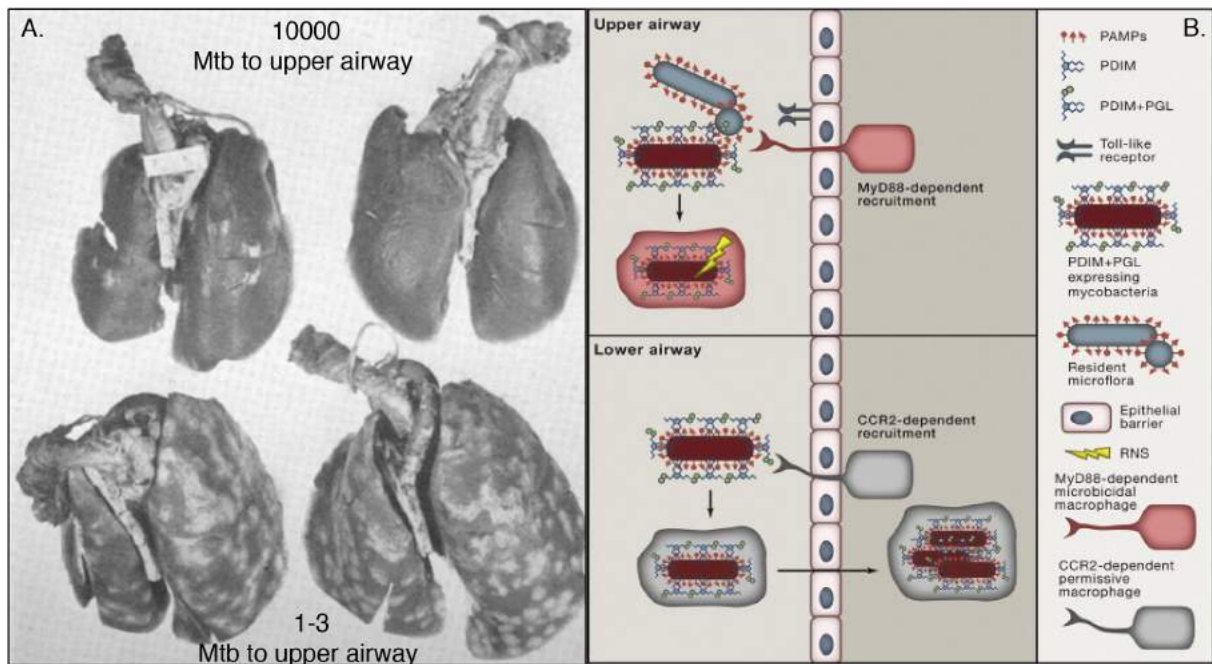 A.
10000
Mtb to upper airway
1-3
Mtb to upper airway
Upper airway
MyD88-dependent
recruitment
Lower airway
CCR2-dependent
recruitment
B.
PAMPs
PDIM
PDIM+PGL
Toll-like
receptor
PDIM+PGL
expressing
mycobacteria
Resident
microflora
Epithelial
barrier
RNS
MyD88-dependent
microbicidal
macrophage
CCR2-dependent
permissive
macrophage